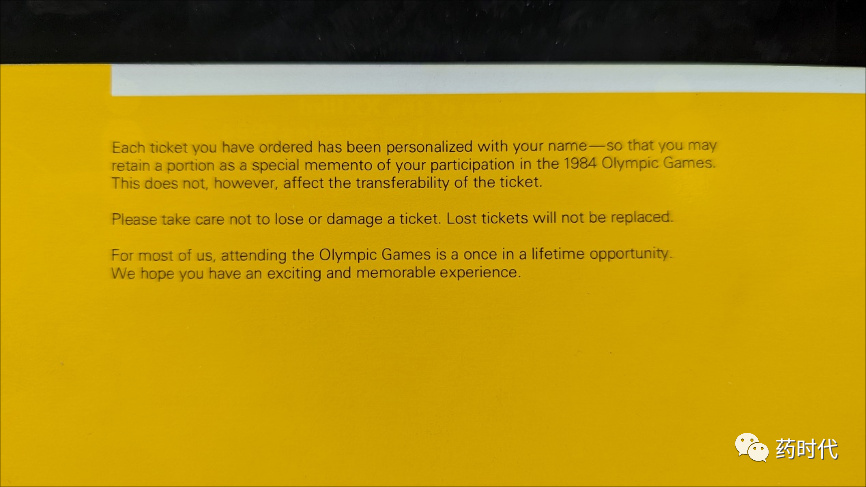 Each ticket you have ordered has been personalized with your name—so that you may
retain a portion as a special memento of your participation in the 1984 Olympic Games.
This does not, however, affect the transferability of the ticket.
Please take care not to lose or damage a ticket. Lost tickets will not be replaced.
For most of us, attending the Olympic Games is a once in a lifetime opportunity.
We hope you have an exciting and memorable experience.
药时代